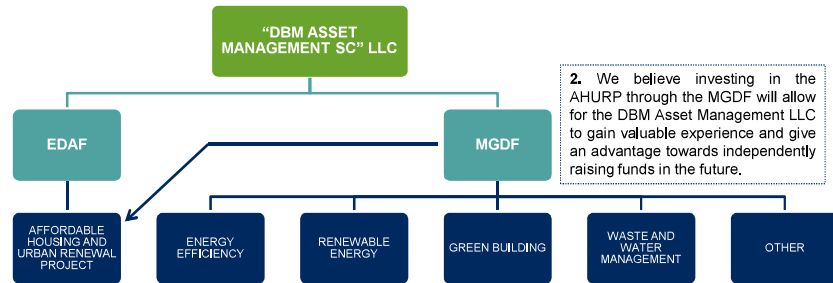 “DBM ASSET
MANAGEMENT SC” LLC
2. We believe investing in the
AHURP through the MGDF will allow
for the DBM Asset Management LLC
to gain valuable experience and give
an advantage towards independently
raising funds in the future.
EDAF
MGDF
AFFORDABLE
HOUSING AND
URBAN RENEWAL
PROJECT
ENERGY
EFFICIENCY
RENEWABLE
ENERGY
GREEN BUILDING
WASTE AND
WATER
MANAGEMENT
OTHER